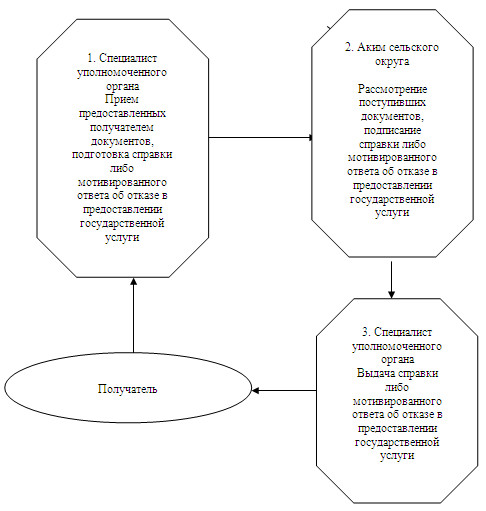 1. Специалист
уполномоченного
органа
Прием
предоставленных
получателем
документов,
подготовка справки
либо
мотивированного
ответа об отказе в
предоставлении
государственной
услуги
2. Аким сельского
округа
Рассмотрение
поступивших
документов,
подписание
справки либо
мотивированного
ответа об отказе в
предоставлении
государственной
услуги
3. Специалист
уполномоченного
органа
Выдача справки
либо
мотивированного
ответа об отказе в
предоставлении
государственной
услуги
Получатель